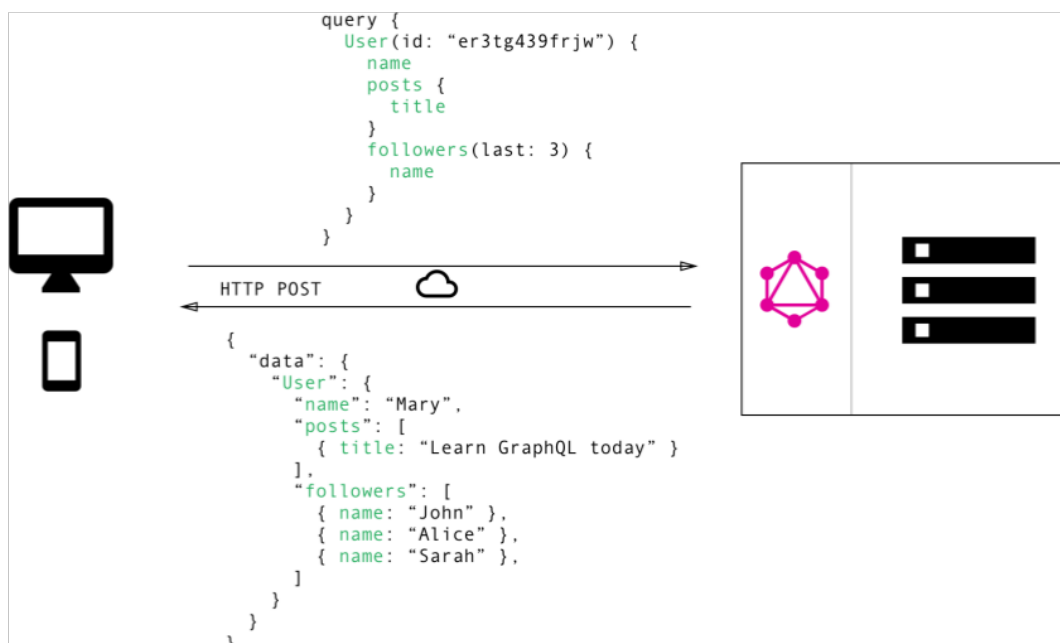 query {
User(id: “er3tg439frjw”) {
name
posts {
title
}
followers(last: 3) {
name
}
}
}
HTTP POST
{
“data”: {
“User”: {
“name”: “Mary”,
“posts”: [
{ title: “Learn GraphQL today” }
],
“followers”: [
{ name: “John” },
{ name: “Alice” },
{ name: “Sarah” },
]
}
}
}